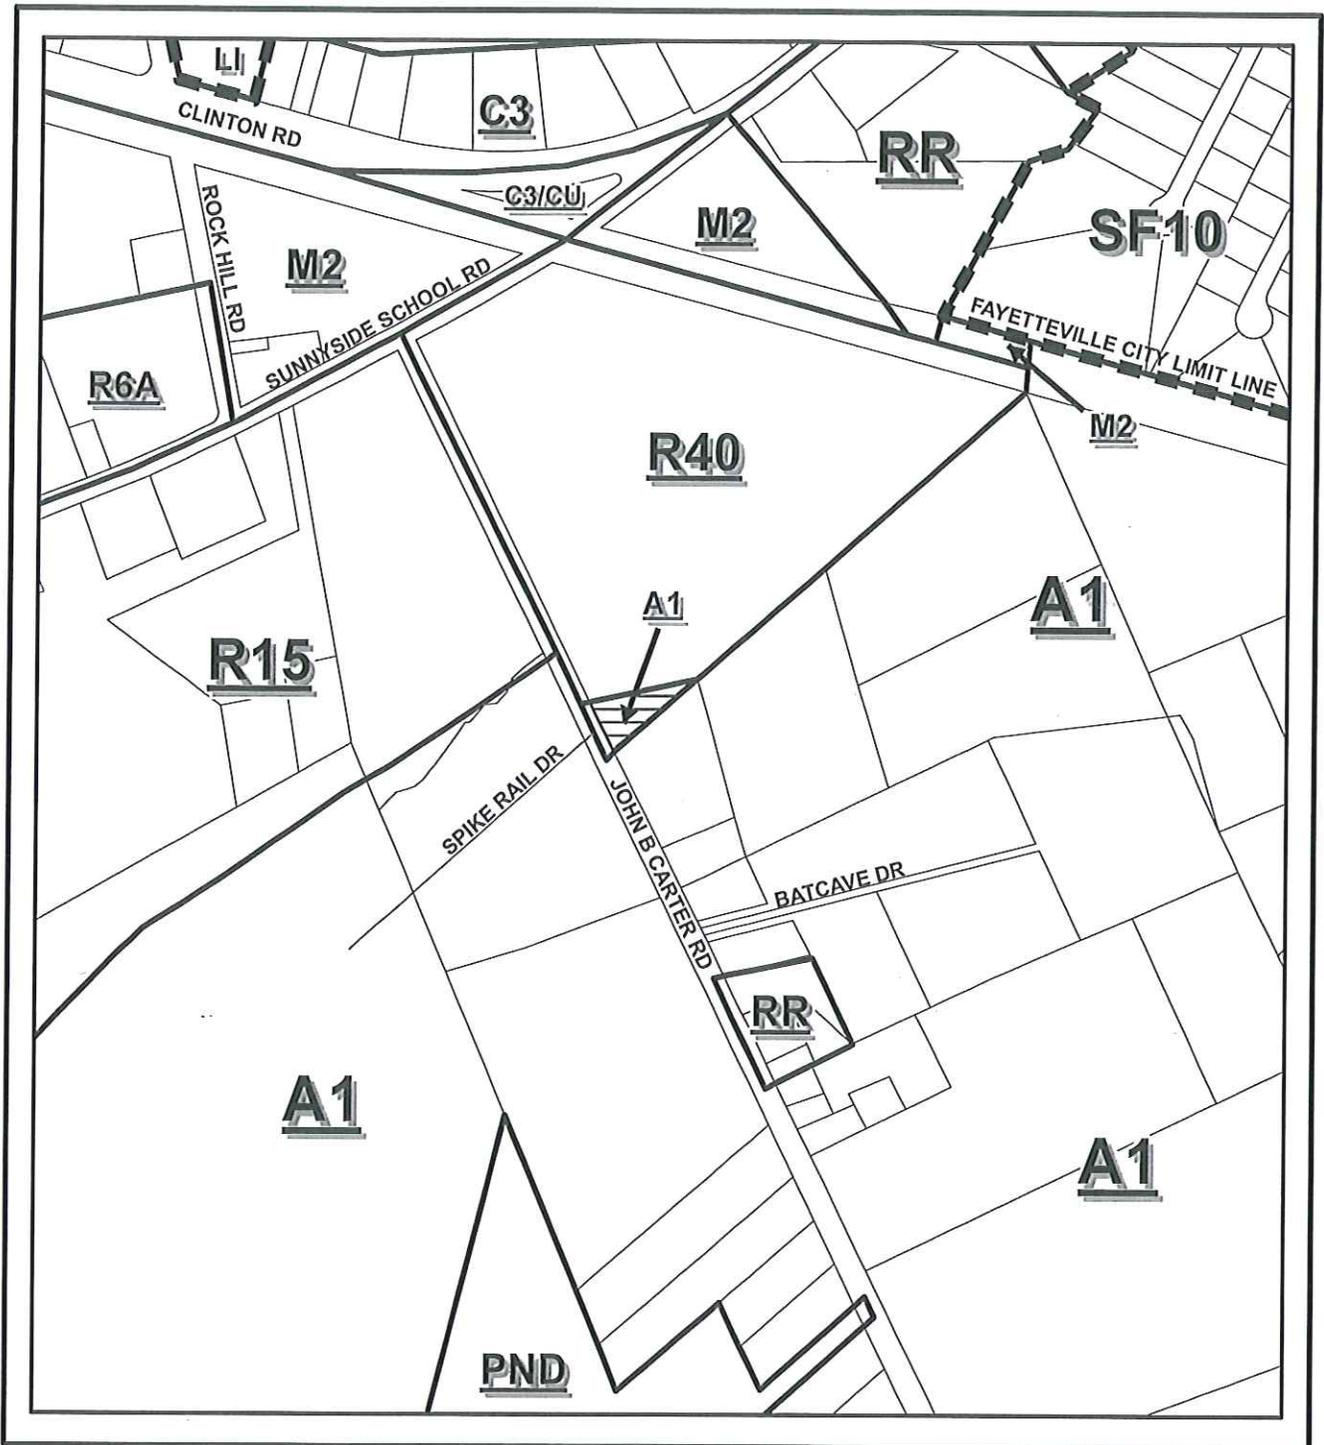 LI
CLINTON RD
C3
RR
C3/CU
SF10
M2
ROCK HILL RD
M2
SUNNYSIDE SCHOOL RD
FAYETTEVILLE CITY LIMIT LINE
R6A
M2
R40
A1
A1
R15
SPIKE RAIL DR
JOHN B CARTER RD
BATCAVE DR
RR
A1
A1
PND